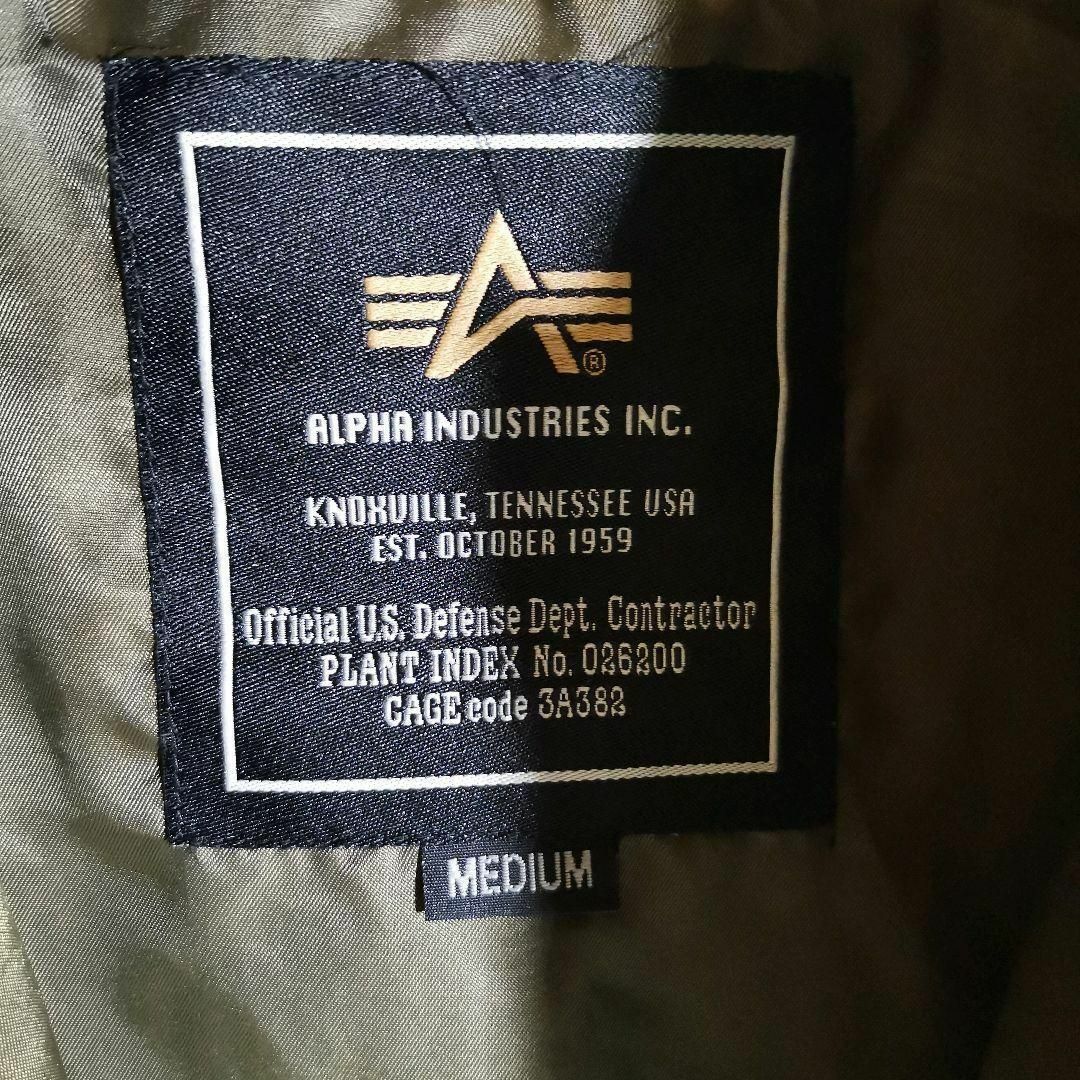 ®
ALPHA INDUSTRIES INC.
KNOXVILLE, TENNESSEE USA
EST. OCTOBER 1959
Official U.S. Defense Dept. Contractor
PLANT INDEX No. 026200
CAGE code 3A382
MEDIUM